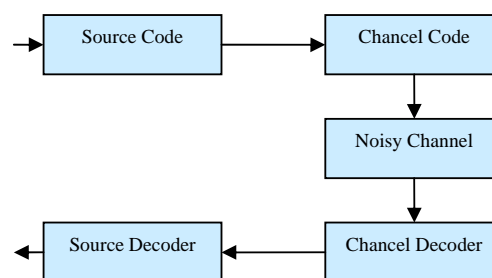 Source Code
Chancel Code
Noisy Channel
Source Decoder
Chancel Decoder